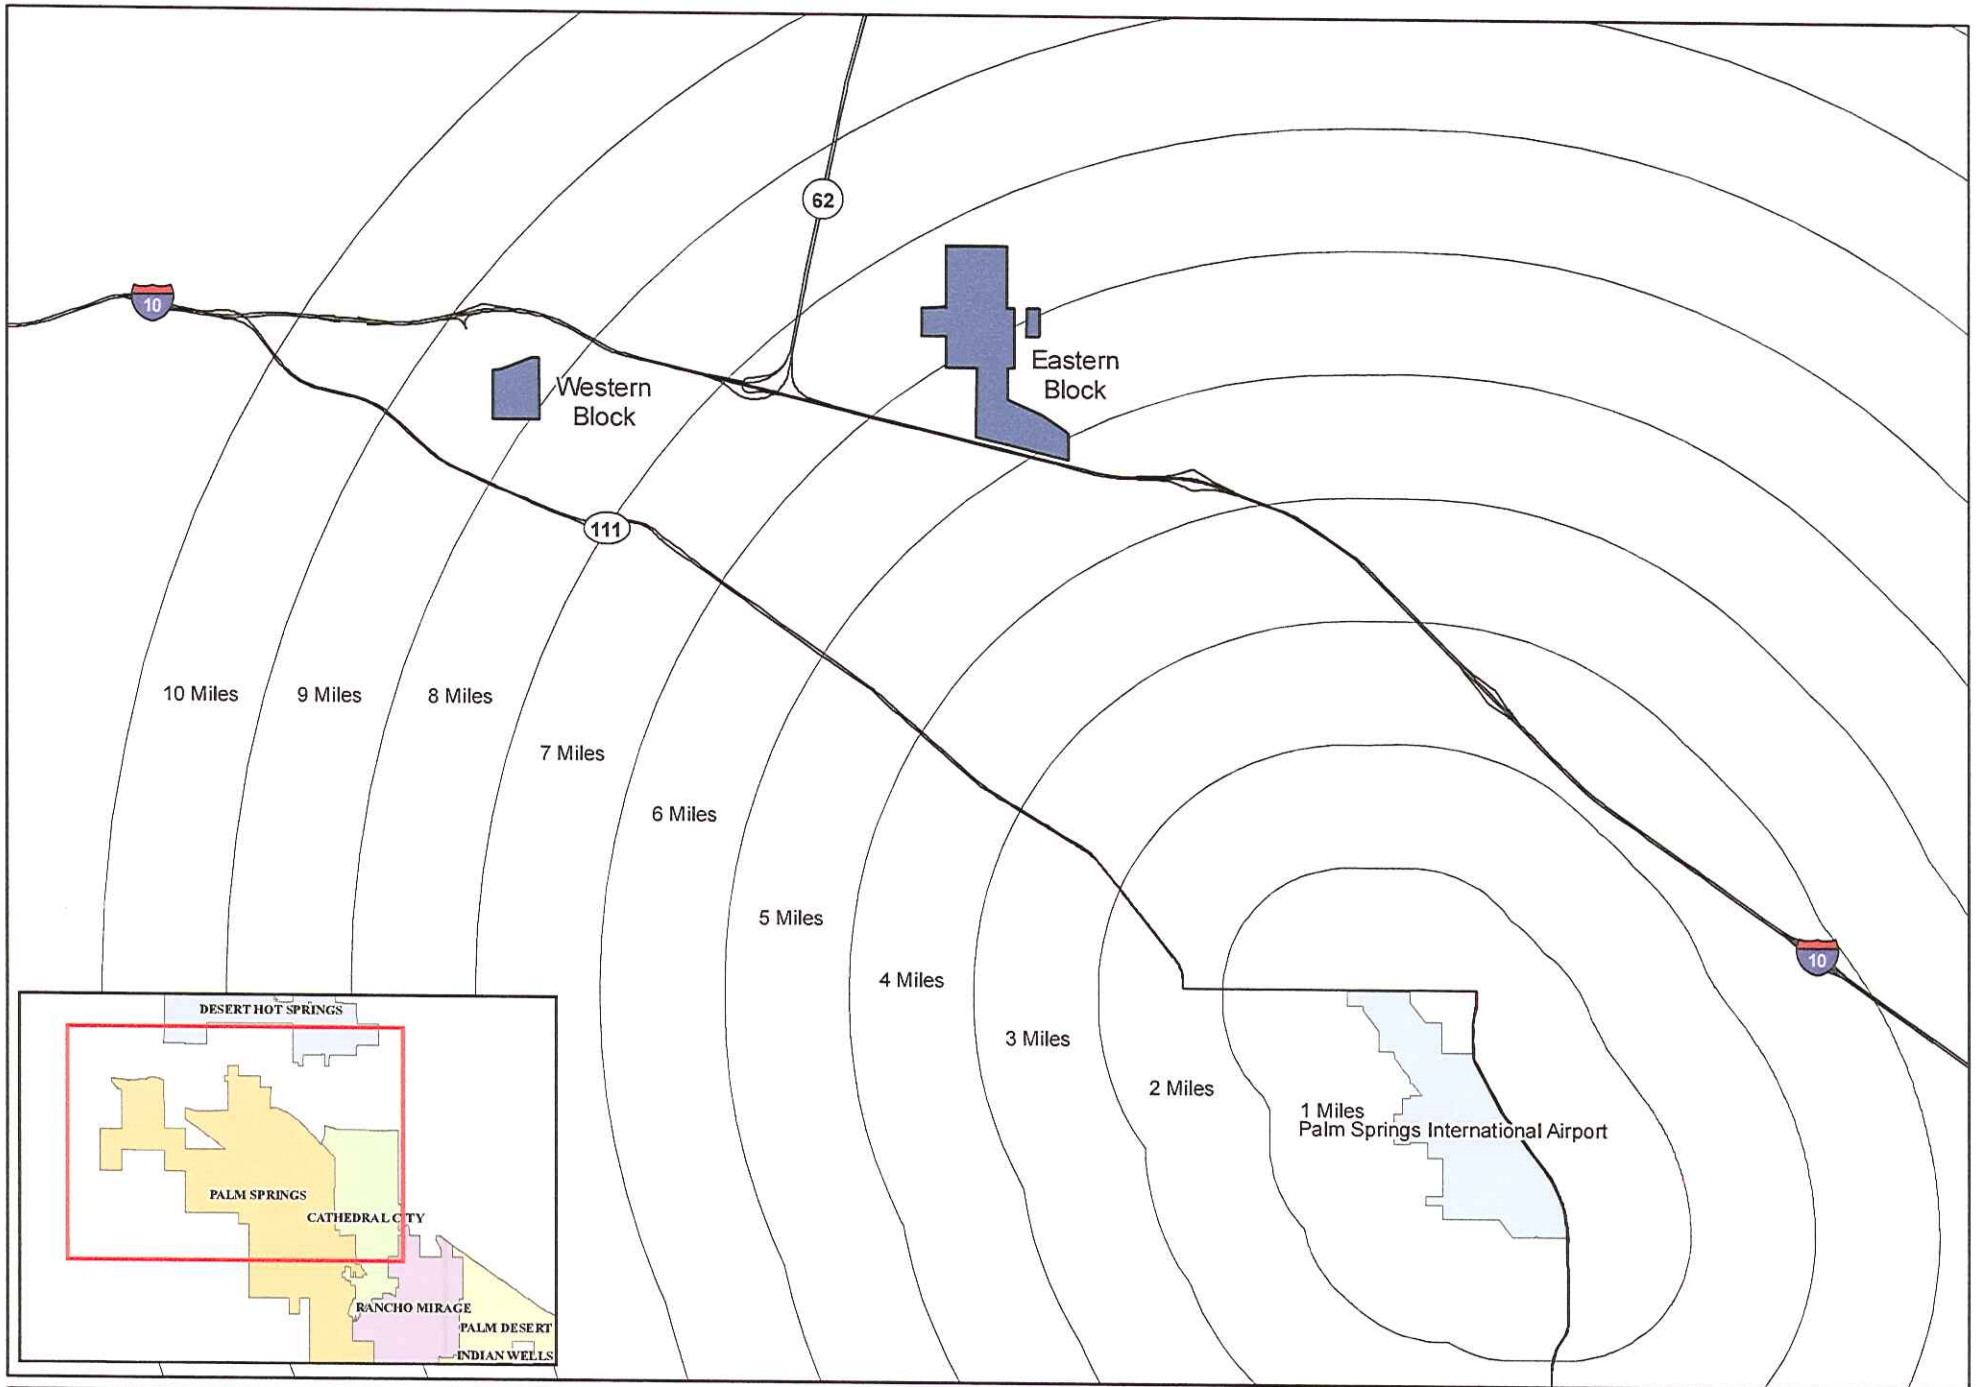 62
10
Eastern
Block
Western
Block
111
10 Miles
9 Miles
8 Miles
7 Miles
6 Miles
5 Miles
4 Miles
3 Miles
2 Miles
1 Miles
Palm Springs International Airport
10
DESERT HOT SPRINGS
PALM SPRINGS
CATHEDRAL CITY
RANCHO MIRAGE
PALM DESERT
INDIAN WELLS